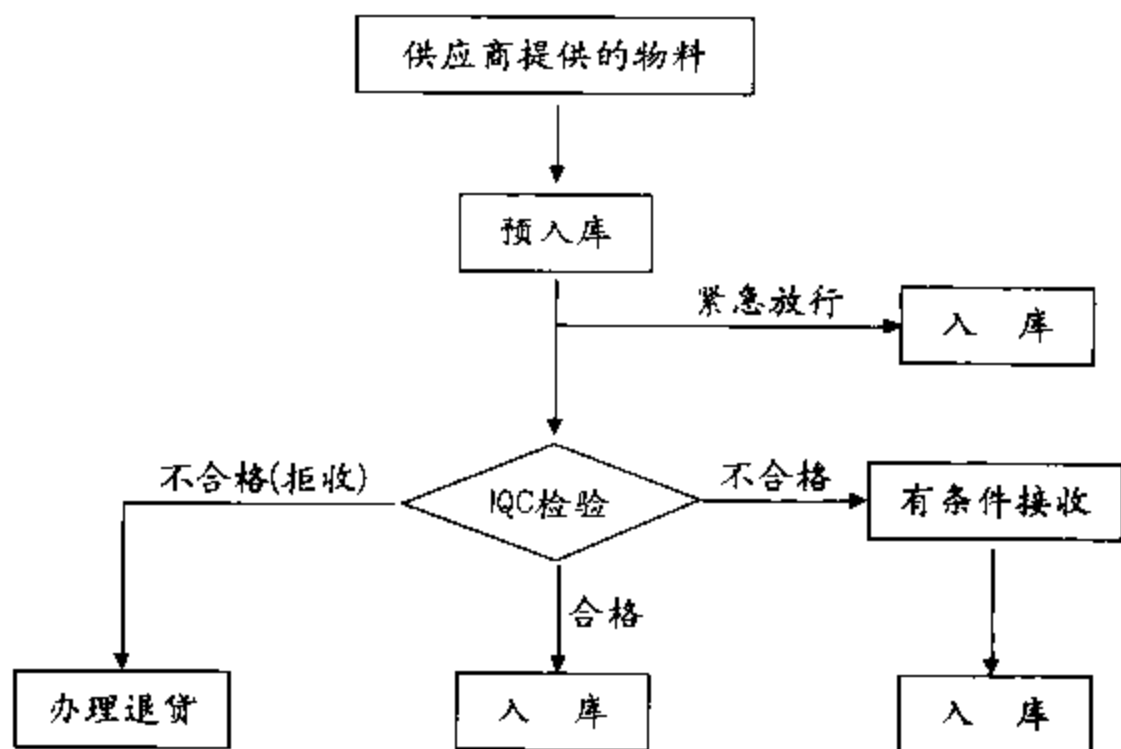 供应商提供的物料
预入库
紧急放行
入 库
不合格(拒收)
IQC检验
不合格
有条件接收
合格
办理退货
入 库
入 库